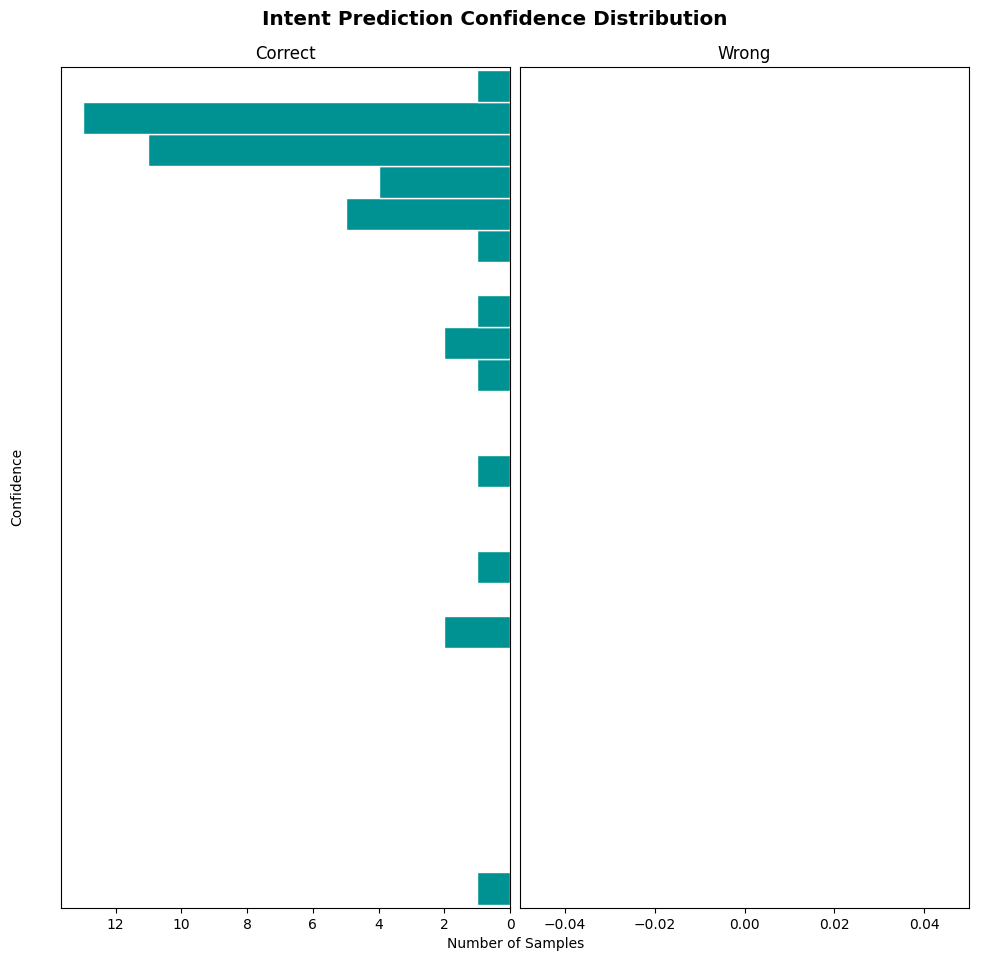 Intent Prediction Confidence Distribution
Correct
Wrong
Confidence
12 10 8 6 4 2 0
−0.04 −0.02 0.00 0.02 0.04
Number of Samples